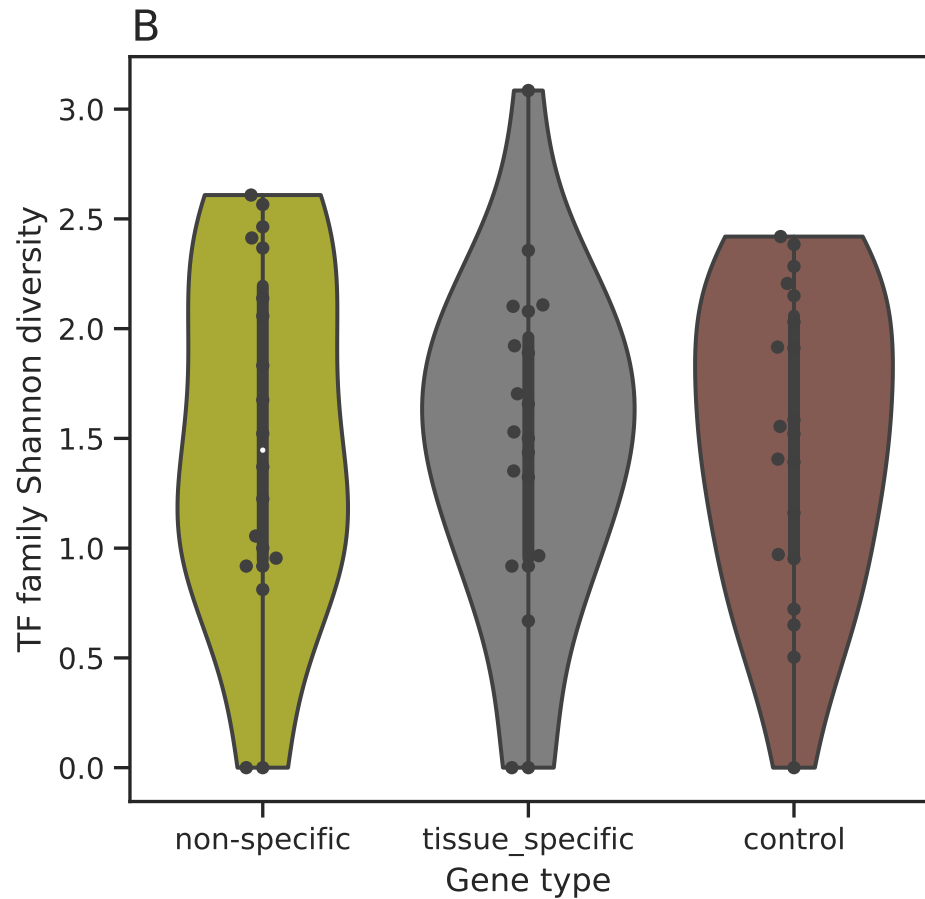 B
TF family Shannon diversity
3.0
2.5
2.0
1.5
1.0
0.5
0.0
non-specific
tissue_specific
control
Gene type